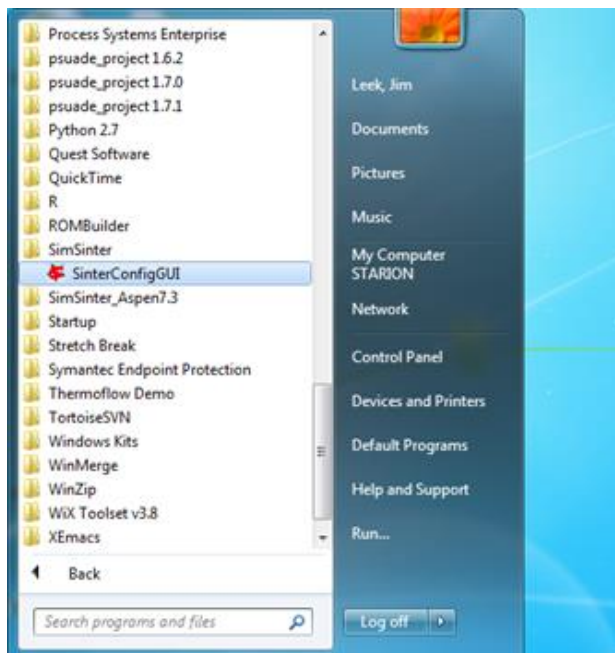 Process Systems Enterprise
psuade_project 1.6.2
psuade_project 1.7.0
psuade_project 1.7.1
Python 2.7
Quest Software
QuickTime
R
ROMBuilder
SimSinter
SinterConfigGUI
SimSinter_Aspen7.3
Startup
Stretch Break
Symantec Endpoint Protection
Thermoflow Demo
TortoiseSVN
Windows Kits
WinMerge
WinZip
WiX Toolset v3.8
XEmacs
Back
Search programs and files
Leek, Jim
Documents
Pictures
Music
My Computer
STARION
Network
Control Panel
Devices and Printers
Default Programs
Help and Support
Run...
Log off